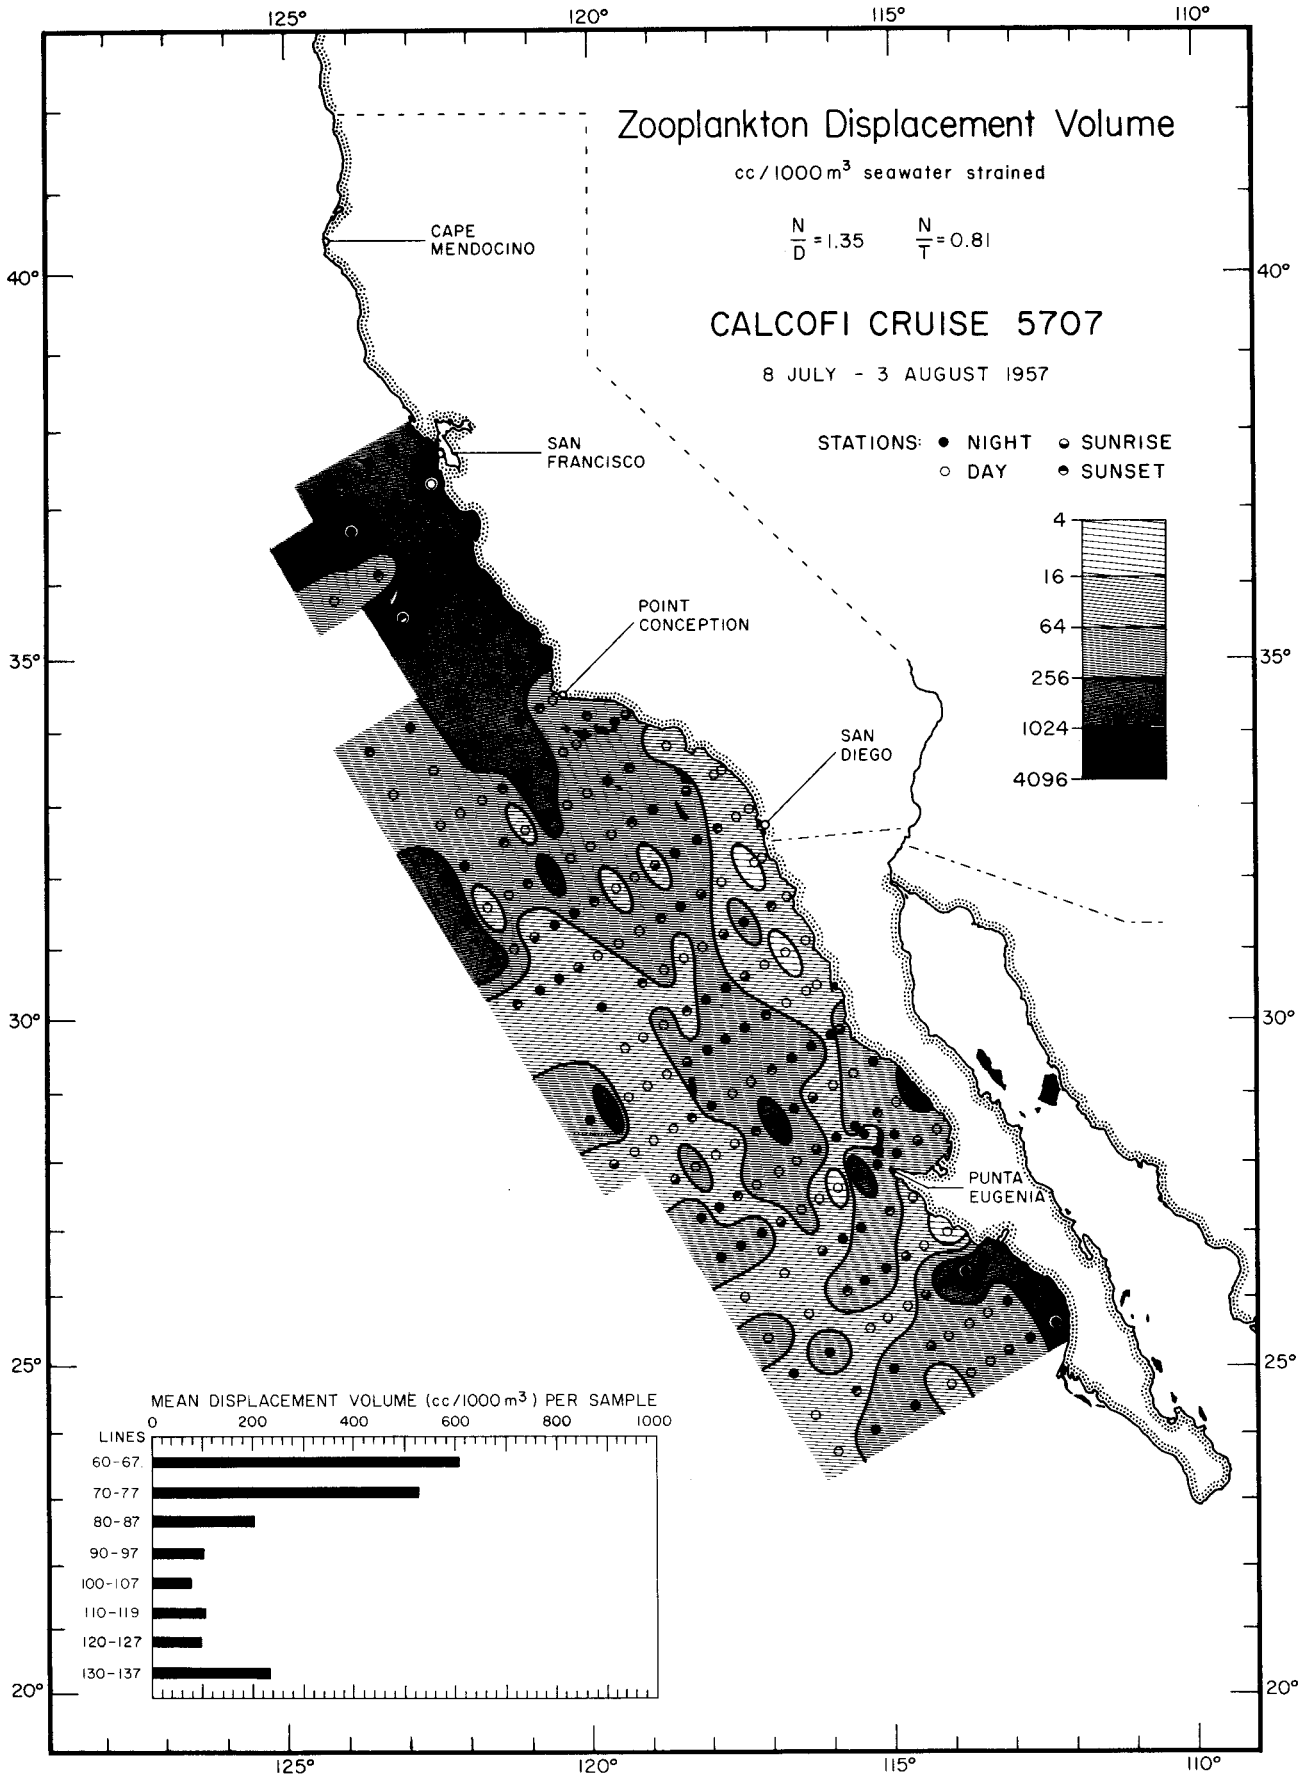 125° 120° 115° 110°
Zooplankton Displacement Volume
cc/1000m³ seawater strained
N/D = 1.35 N/T = 0.81
CAPE
MENDOCINO
40° 40°
CALCOFI CRUISE 5707
8 JULY - 3 AUGUST 1957
STATIONS: ● NIGHT SUNRISE
○ DAY SUNSET
SAN
FRANCISCO
4
16
64
256
1024
4096
POINT
CONCEPTION
35° 35°
SAN
DIEGO
30° 30°
PUNTA
EUGENIA
25° 25°
MEAN DISPLACEMENT VOLUME (cc/1000m³) PER SAMPLE
0 200 400 600 800 1000
LINES
60-67
70-77
80-87
90-97
100-107
110-119
120-127
130-137
20° 20°
125° 120° 115° 110°